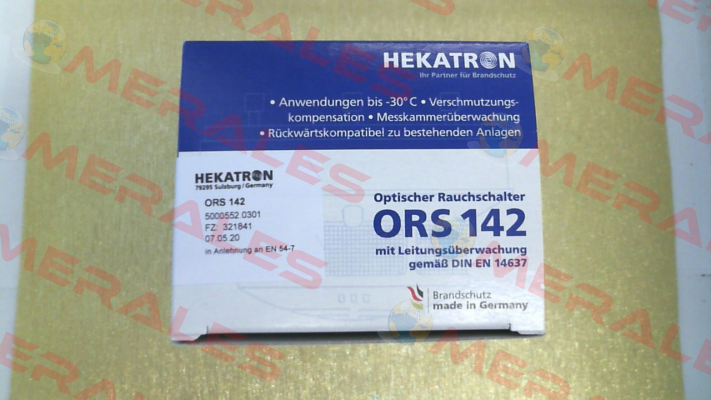 HEKATRON
Ihr Partner für Brandschutz
• Anwendungen bis -30° C • Verschmutzungs-
kompensation • Messkammerüberwachung
• Rückwärtskompatibel zu bestehenden Anlagen
HEKATRON
79295 Sulzburg / Germany
ORS 142
5000552.0301
FZ: 321841
07.05.20
in Anlehnung an EN 54-7
Optischer Rauchschalter
ORS 142
mit Leitungsüberwachung
gemäß DIN EN 14637
Brandschutz
made in Germany
MERALES